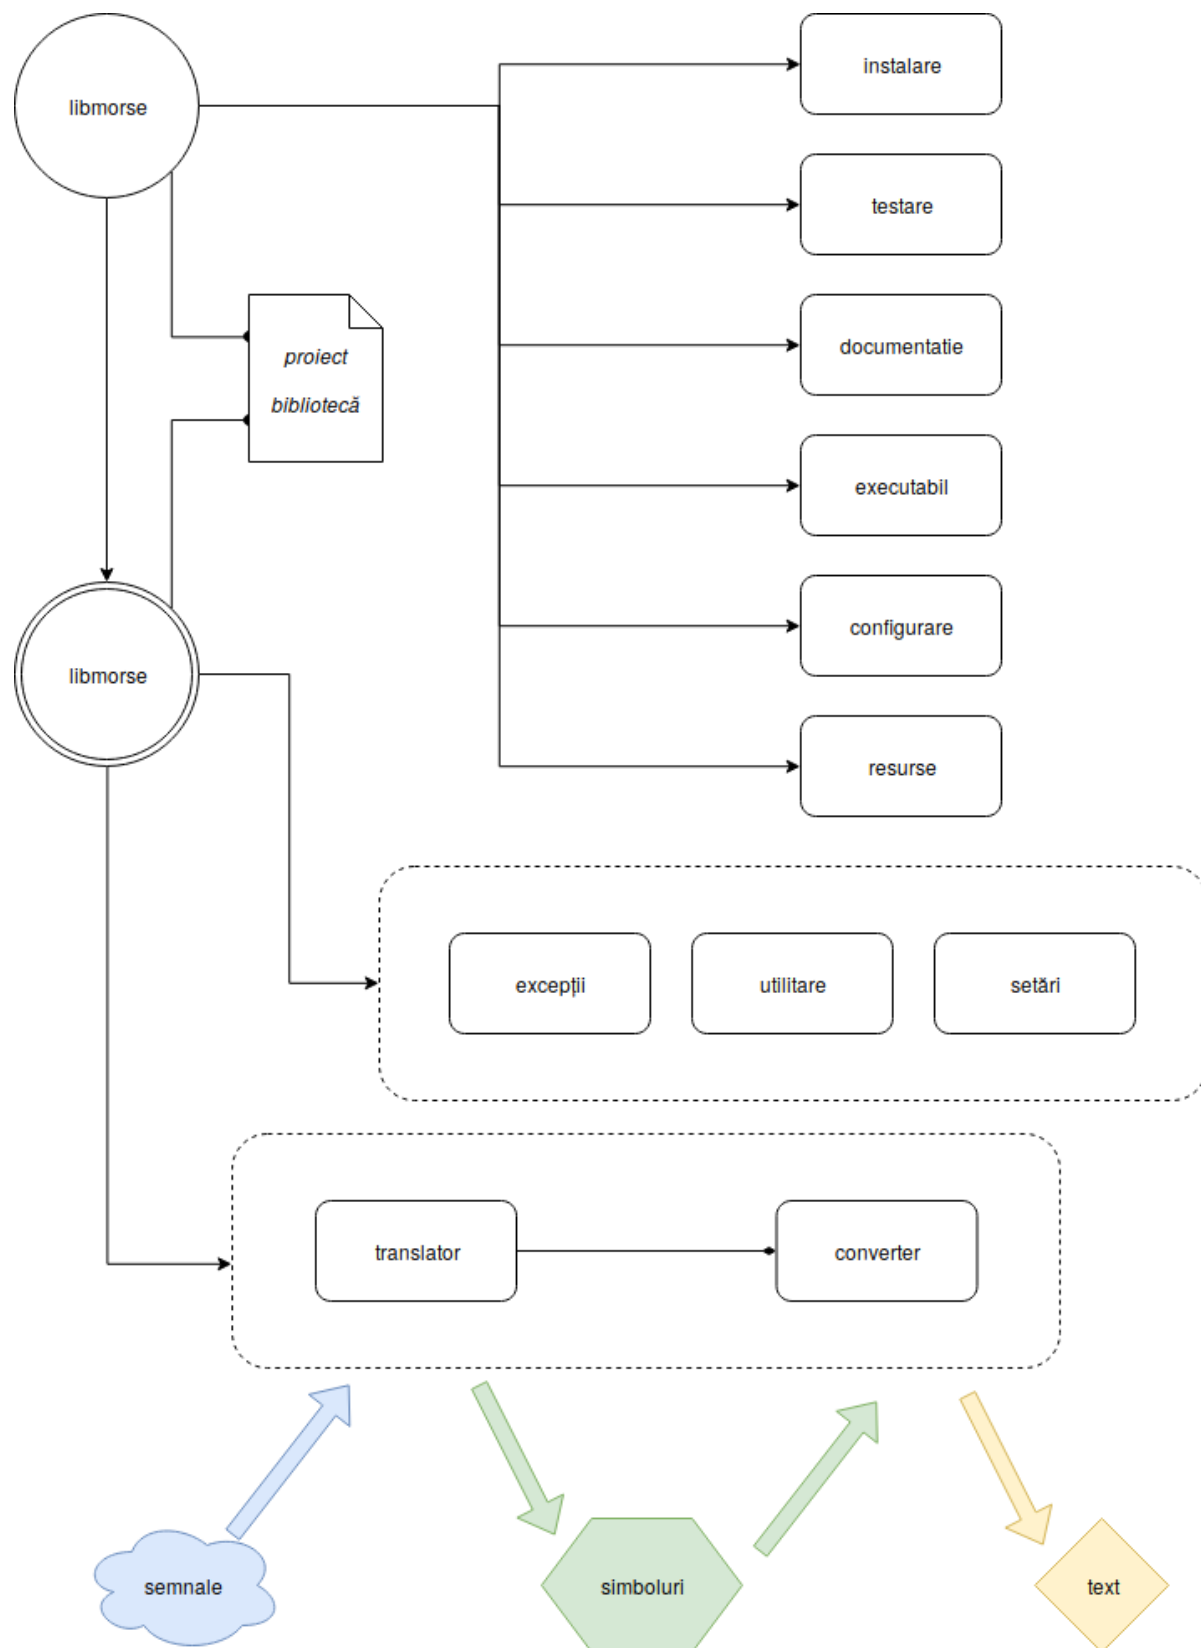 libmorse
instalare
testare
proiect
bibliotecă
documentatie
executabil
configurare
libmorse
resurse
excepții
utilitare
setări
translator
converter
semnale
simboluri
text